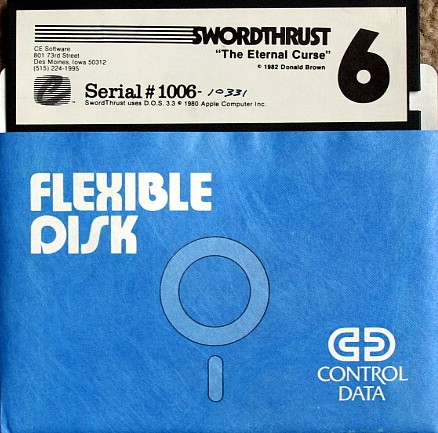 SWORDTHRUST
"The Eternal Curse"
© 1982 Donald Brown
6
CE Software
801 73rd Street
Des Moines, Iowa 50312
(515) 224-1995
TM
Serial #1006-10331
SwordThrust uses D.O.S. 3.3 © 1980 Apple Computer Inc.
FLEXIBLE
DISK
CONTROL
DATA